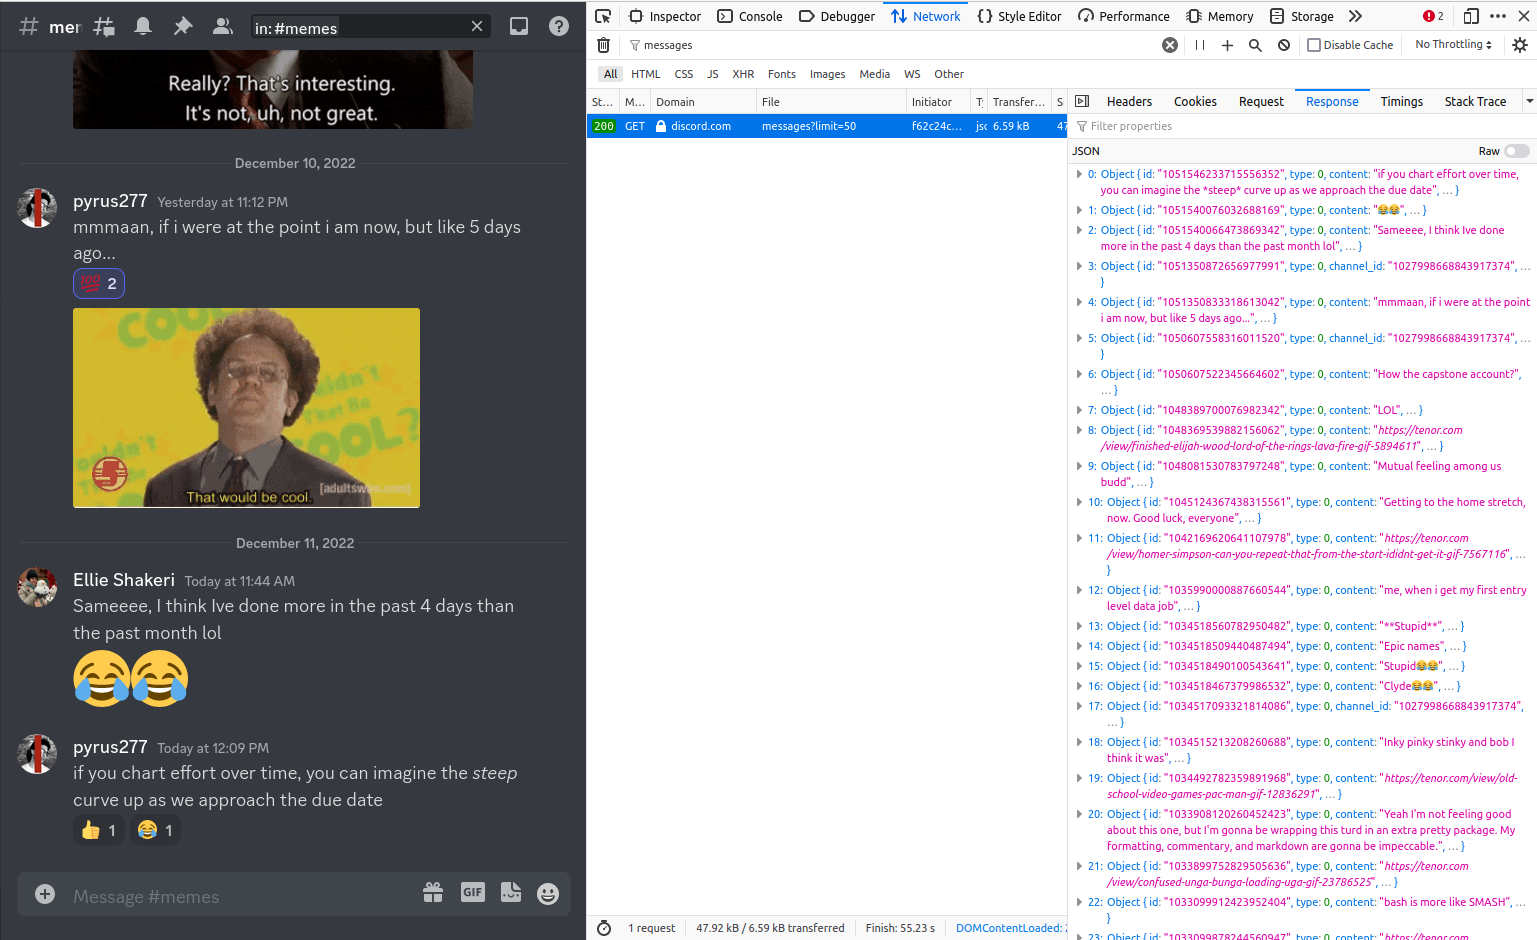 # mer
in: #memes
Really? That's interesting.
It's not, uh, not great.
December 10, 2022
pyrus277 Yesterday at 11:12 PM
mmmaan, if i were at the point i am now, but like 5 days
ago...
💯 2
COOL
Couldn't
That Be
COOL?
That would be cool.
[adultswim.com]
December 11, 2022
Ellie Shakeri Today at 11:44 AM
Sameeee, I think Ive done more in the past 4 days than
the past month lol
😂😂
pyrus277 Today at 12:09 PM
if you chart effort over time, you can imagine the steep
curve up as we approach the due date
👍 1 😂 1
Message #memes
GIF
Inspector Console Debugger Network Style Editor Performance Memory Storage 2
messages
Disable Cache No Throttling
All HTML CSS JS XHR Fonts Images Media WS Other
St... M... Domain File Initiator T Transfer... S
200 GET discord.com messages?limit=50 f62c24c... jsc 6.59 kB 47
Headers Cookies Request Response Timings Stack Trace
Filter properties
JSON Raw
0: Object { id: "1051546233715556352", type: 0, content: "if you chart effort over time,
you can imagine the *steep* curve up as we approach the due date", … }
1: Object { id: "1051540076032688169", type: 0, content: "😂😂", … }
2: Object { id: "1051540066473869342", type: 0, content: "Sameeee, I think Ive done
more in the past 4 days than the past month lol", … }
3: Object { id: "1051350872656977991", type: 0, channel_id: "1027998668843917374", …
}
4: Object { id: "1051350833318613042", type: 0, content: "mmmaan, if i were at the point
i am now, but like 5 days ago...", … }
5: Object { id: "1050607558316011520", type: 0, channel_id: "1027998668843917374", …
}
6: Object { id: "1050607522345664602", type: 0, content: "How the capstone account?",
… }
7: Object { id: "1048389700076982342", type: 0, content: "LOL", … }
8: Object { id: "1048369539882156062", type: 0, content: "https://tenor.com
/view/finished-elijah-wood-lord-of-the-rings-lava-fire-gif-5894611", … }
9: Object { id: "1048081530783797248", type: 0, content: "Mutual feeling among us
budd", … }
10: Object { id: "1045124367438315561", type: 0, content: "Getting to the home stretch,
now. Good luck, everyone", … }
11: Object { id: "1042169620641107978", type: 0, content: "https://tenor.com
/view/homer-simpson-can-you-repeat-that-from-the-start-ididnt-get-it-gif-7567116", …
}
12: Object { id: "1035990000887660544", type: 0, content: "me, when i get my first entry
level data job", … }
13: Object { id: "1034518560782950482", type: 0, content: "**Stupid**", … }
14: Object { id: "1034518509440487494", type: 0, content: "Epic names", … }
15: Object { id: "1034518490100543641", type: 0, content: "Stupid😂😂", … }
16: Object { id: "1034518467379986532", type: 0, content: "Clyde😂😂", … }
17: Object { id: "1034517093321814086", type: 0, channel_id: "1027998668843917374",
… }
18: Object { id: "1034515213208260688", type: 0, content: "Inky pinky stinky and bob I
think it was", … }
19: Object { id: "1034492782359891968", type: 0, content: "https://tenor.com/view/old-
school-video-games-pac-man-gif-12836291", … }
20: Object { id: "1033908120260452423", type: 0, content: "Yeah I'm not feeling good
about this one, but I'm gonna be wrapping this turd in an extra pretty package. My
formatting, commentary, and markdown are gonna be impeccable.", … }
21: Object { id: "1033899752829505636", type: 0, content: "https://tenor.com
/view/confused-unga-bunga-loading-uga-gif-23786525", … }
22: Object { id: "1033099912423952404", type: 0, content: "bash is more like SMASH", …
}
23: Object { id: "1033099878244560947", type: 0, content: "https://tenor.com
1 request 47.92 kB / 6.59 kB transferred Finish: 55.23 s DOMContentLoaded: 2